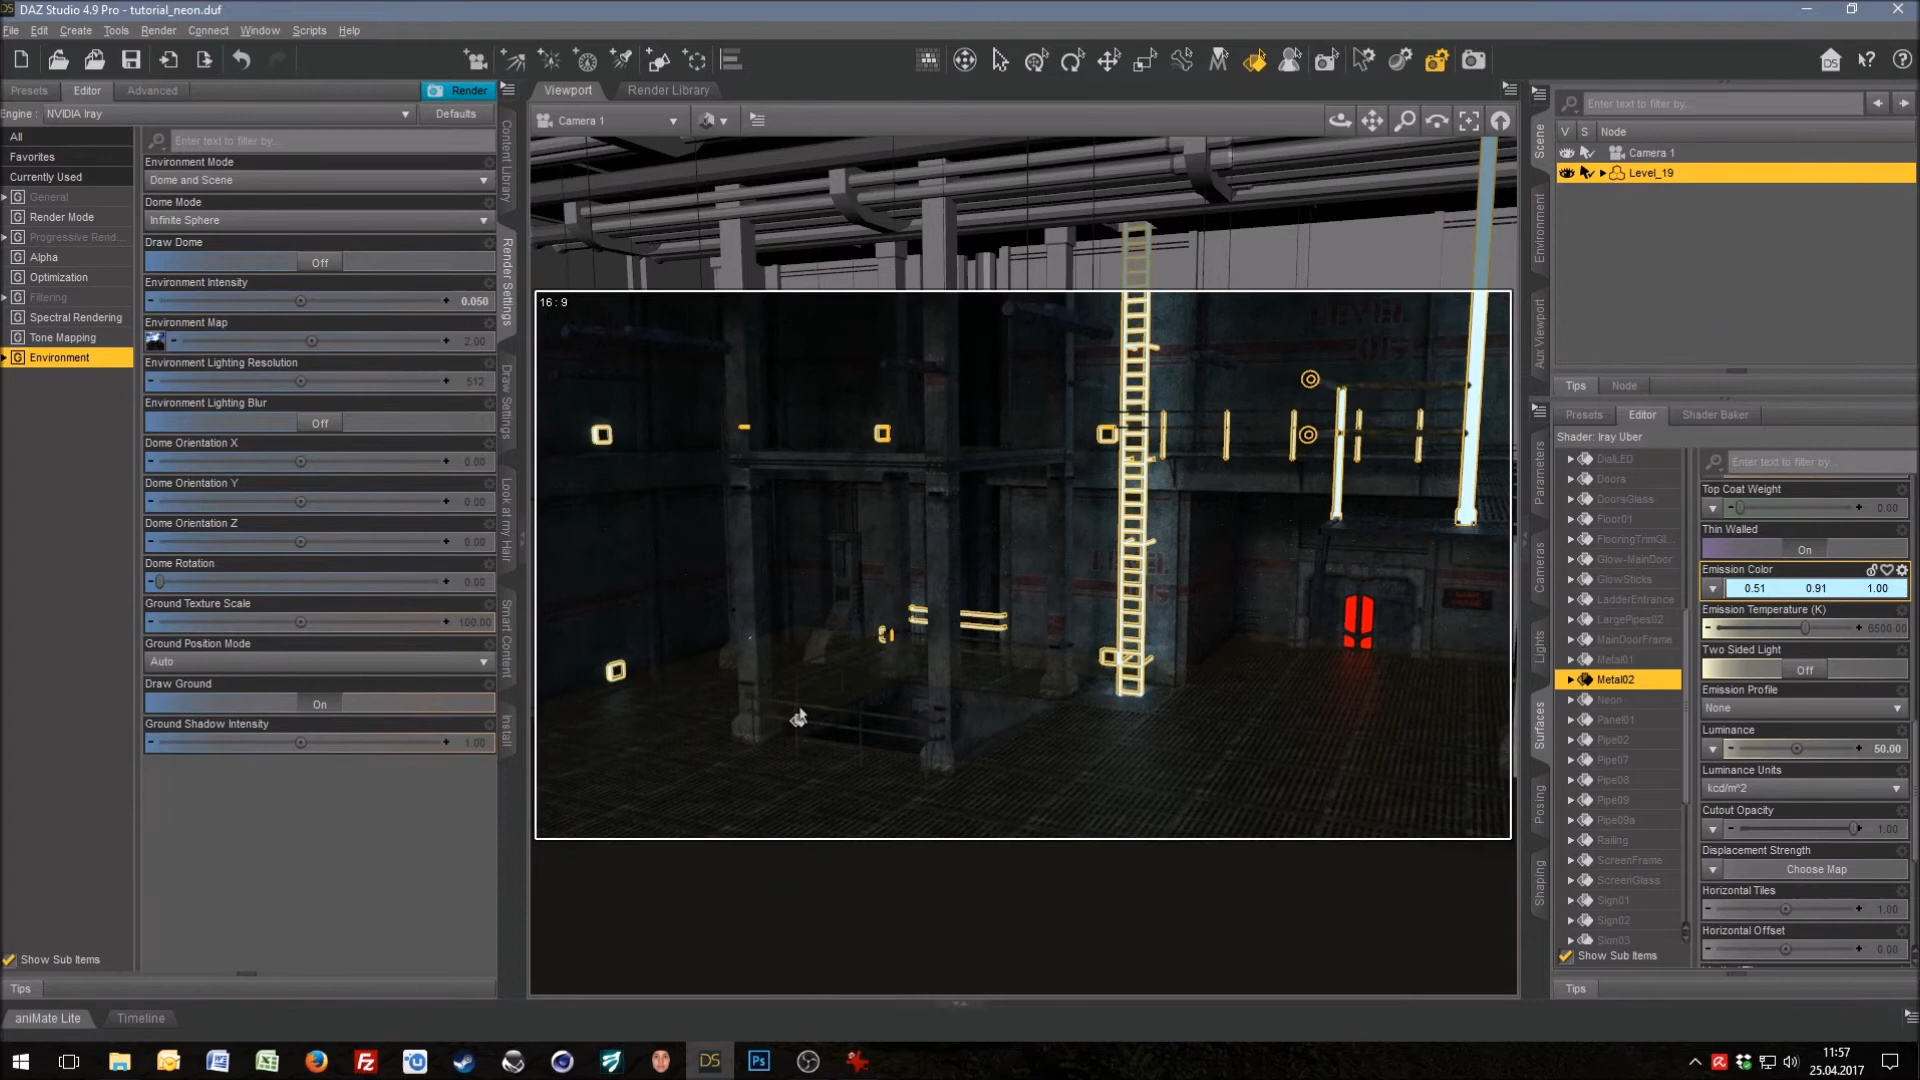 DAZ Studio 4.9 Pro - tutorial_neon.duf
File Edit Create Tools Render Connect Window Scripts Help
Presets Editor Advanced Render
Engine : NVIDIA Iray Defaults
All
Favorites
Currently Used
General
Render Mode
Progressive Rend...
Alpha
Optimization
Filtering
Spectral Rendering
Tone Mapping
Environment
Show Sub Items
Tips
Enter text to filter by...
Environment Mode
Dome and Scene
Dome Mode
Infinite Sphere
Draw Dome
Off
Environment Intensity
0.050
Environment Map
2.00
Environment Lighting Resolution
512
Environment Lighting Blur
Off
Dome Orientation X
0.00
Dome Orientation Y
0.00
Dome Orientation Z
0.00
Dome Rotation
0.00
Ground Texture Scale
100.00
Ground Position Mode
Auto
Draw Ground
On
Ground Shadow Intensity
1.00
Content Library
Render Settings
Draw Settings
Look at my Hair
Smart Content
Install
Viewport Render Library
Camera 1
16 : 9
LEVEL
015
LEVEL
Scene
Environment
Aux Viewport
Enter text to filter by...
V S Node
Camera 1
Level_19
Tips Node
Parameters
Cameras
Lights
Surfaces
Posing
Shaping
Presets Editor Shader Baker
Shader: Iray Uber
DialLED
Doors
DoorsGlass
Floor01
FlooringTrimGl...
Glow-MainDoor
GlowSticks
LadderEntrance
LargePipes02
MainDoorFrame
Metal01
Metal02
Neon
Panel01
Pipe02
Pipe07
Pipe08
Pipe09
Pipe09a
Railing
ScreenFrame
ScreenGlass
Sign01
Sign02
Sign03
Show Sub Items
Tips
Enter text to filter by...
Top Coat Weight
0.00
Thin Walled
On
Emission Color
0.51 0.91 1.00
Emission Temperature (K)
6500.00
Two Sided Light
Off
Emission Profile
None
Luminance
50.00
Luminance Units
kcd/m^2
Cutout Opacity
1.00
Displacement Strength
Choose Map
Horizontal Tiles
1.00
Horizontal Offset
0.00
aniMate Lite Timeline
DS
Ps
11:57
25.04.2017